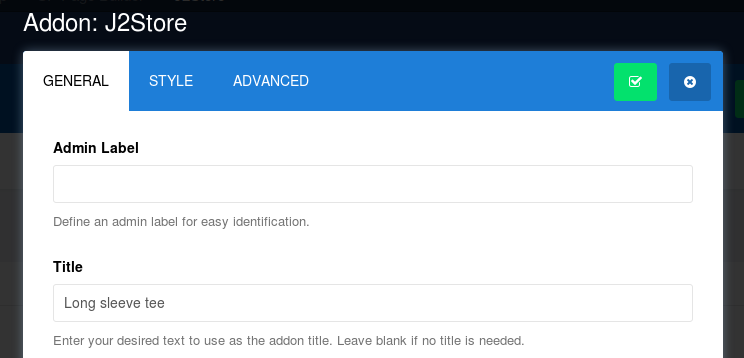 Addon: J2Store
GENERAL STYLE ADVANCED
Admin Label
Define an admin label for easy identification.
Title
Long sleeve tee
Enter your desired text to use as the addon title. Leave blank if no title is needed.